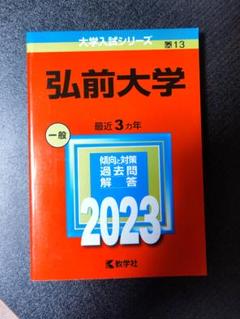 大学入試シリーズ
13
弘前大学
一般
最近3カ年
傾向と対策
過去問
解答
2023
教学社